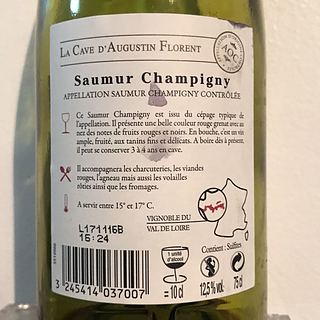 LA CAVE D'AUGUSTIN FLORENT
AOC
Saumur Champigny
APPELLATION SAUMUR CHAMPIGNY CONTRÔLÉE
Ce Saumur Champigny est issu du cépage typique de
l'appellation. Il présente une belle couleur rouge grenat avec au
nez des notes de fruits rouges et noirs. En bouche, c'est un vin
ample, fruité, aux tanins fins et délicats. A boire dès à présent,
il peut se conserver 3 à 4 ans en cave.
Il accompagnera les charcuteries, les viandes
rouges, l'agneau mais aussi les volailles
rôties ainsi que les fromages.
A servir entre 15° et 17° C.
L171116B
16:24
VIGNOBLE DU
VAL DE LOIRE
Contient : Sulfites
1 unité
d'alcool
= 10 cl
12,5 % vol.
75 cl
3 245414 037007